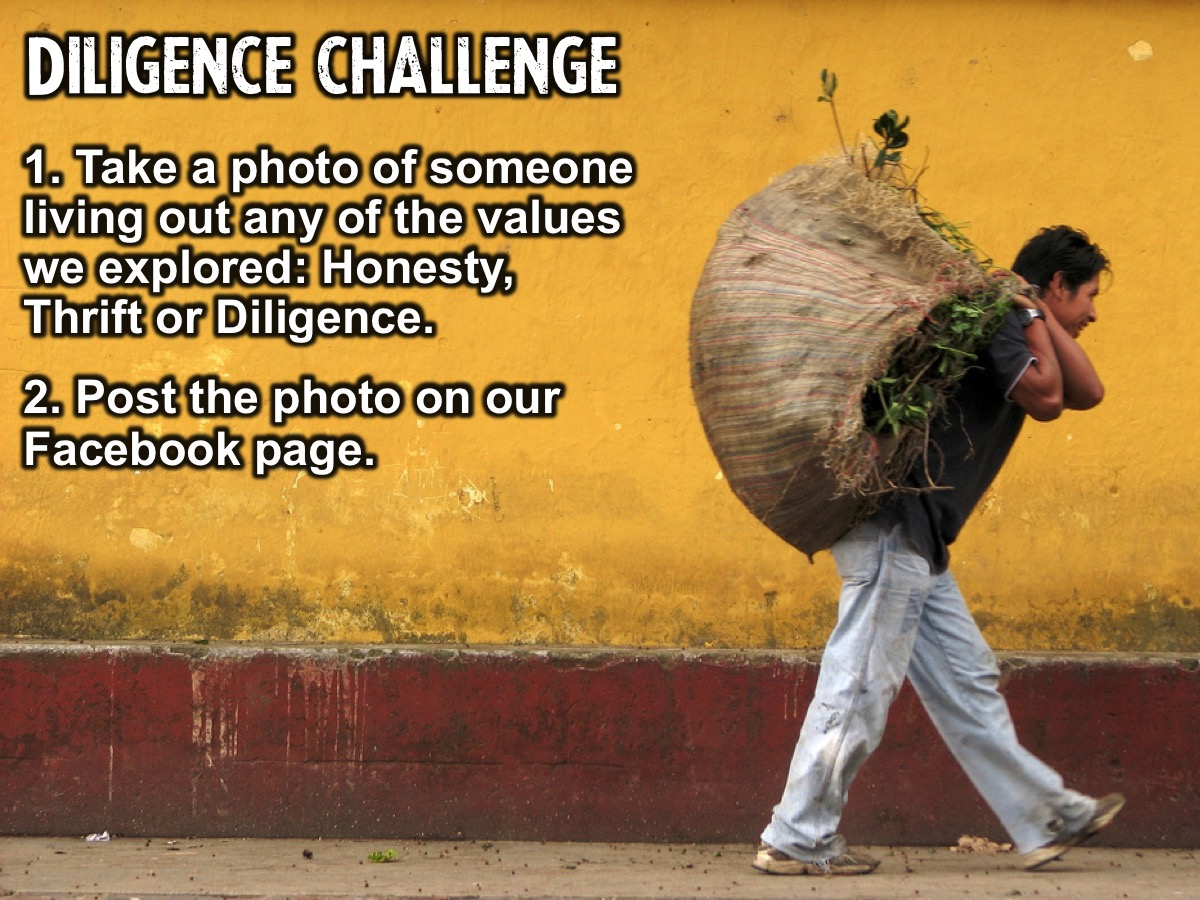 DILIGENCE CHALLENGE
1. Take a photo of someone
living out any of the values
we explored: Honesty,
Thrift or Diligence.
2. Post the photo on our
Facebook page.